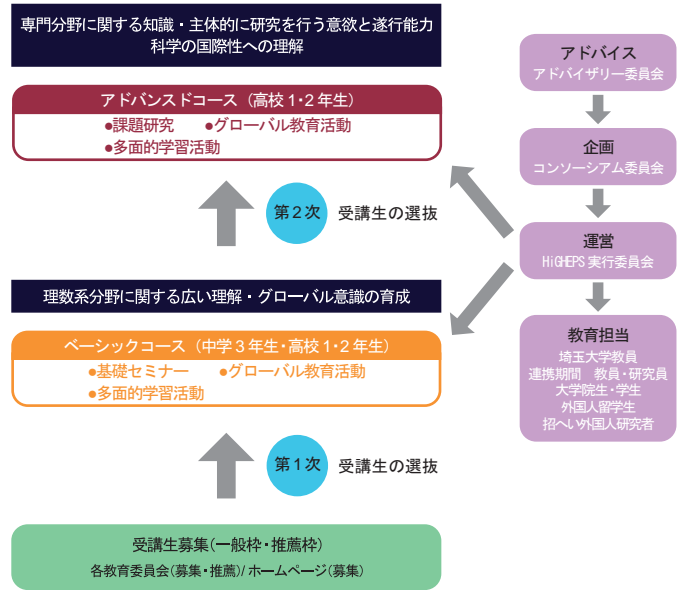 専門分野に関する知識・主体的に研究を行う意欲と遂行能力
科学の国際性への理解
アドバンスドコース（高校1・2年生）
●課題研究　●グローバル教育活動
●多面的学習活動
第2次
受講生の選抜
理数系分野に関する広い理解・グローバル意識の育成
ベーシックコース（中学3年生・高校1・2年生）
●基礎セミナー　●グローバル教育活動
●多面的学習活動
第1次
受講生の選抜
受講生募集(一般枠・推薦枠)
各教育委員会(募集・推薦)/ホームページ(募集)
アドバイス
アドバイザリー委員会
企画
コンソーシアム委員会
運営
HiGHEPS実行委員会
教育担当
埼玉大学教員
連携期間　教員・研究員
大学院生・学生
外国人留学生
招へい外国人研究者